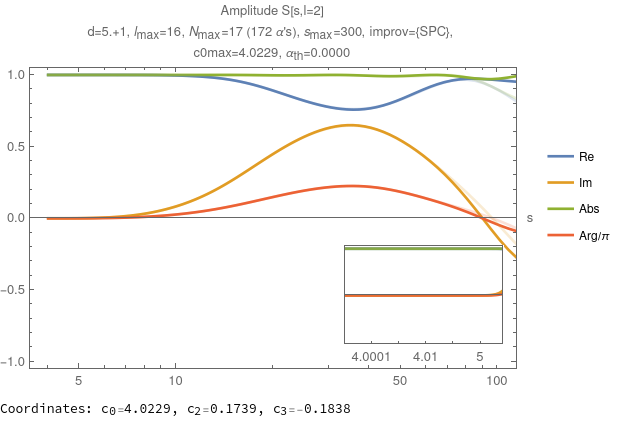 Amplitude S[s,l=2]
d=5.+1, lmax=16, Nmax=17 (172 α's), smax=300, improv={SPC},
c0max=4.0229, αth=0.0000
1.0
0.5
0.0
−0.5
−1.0
s
Re
Im
Abs
Arg/π
4.0001 4.01 5
5 10 50 100
Coordinates: c0=4.0229, c2=0.1739, c3=-0.1838